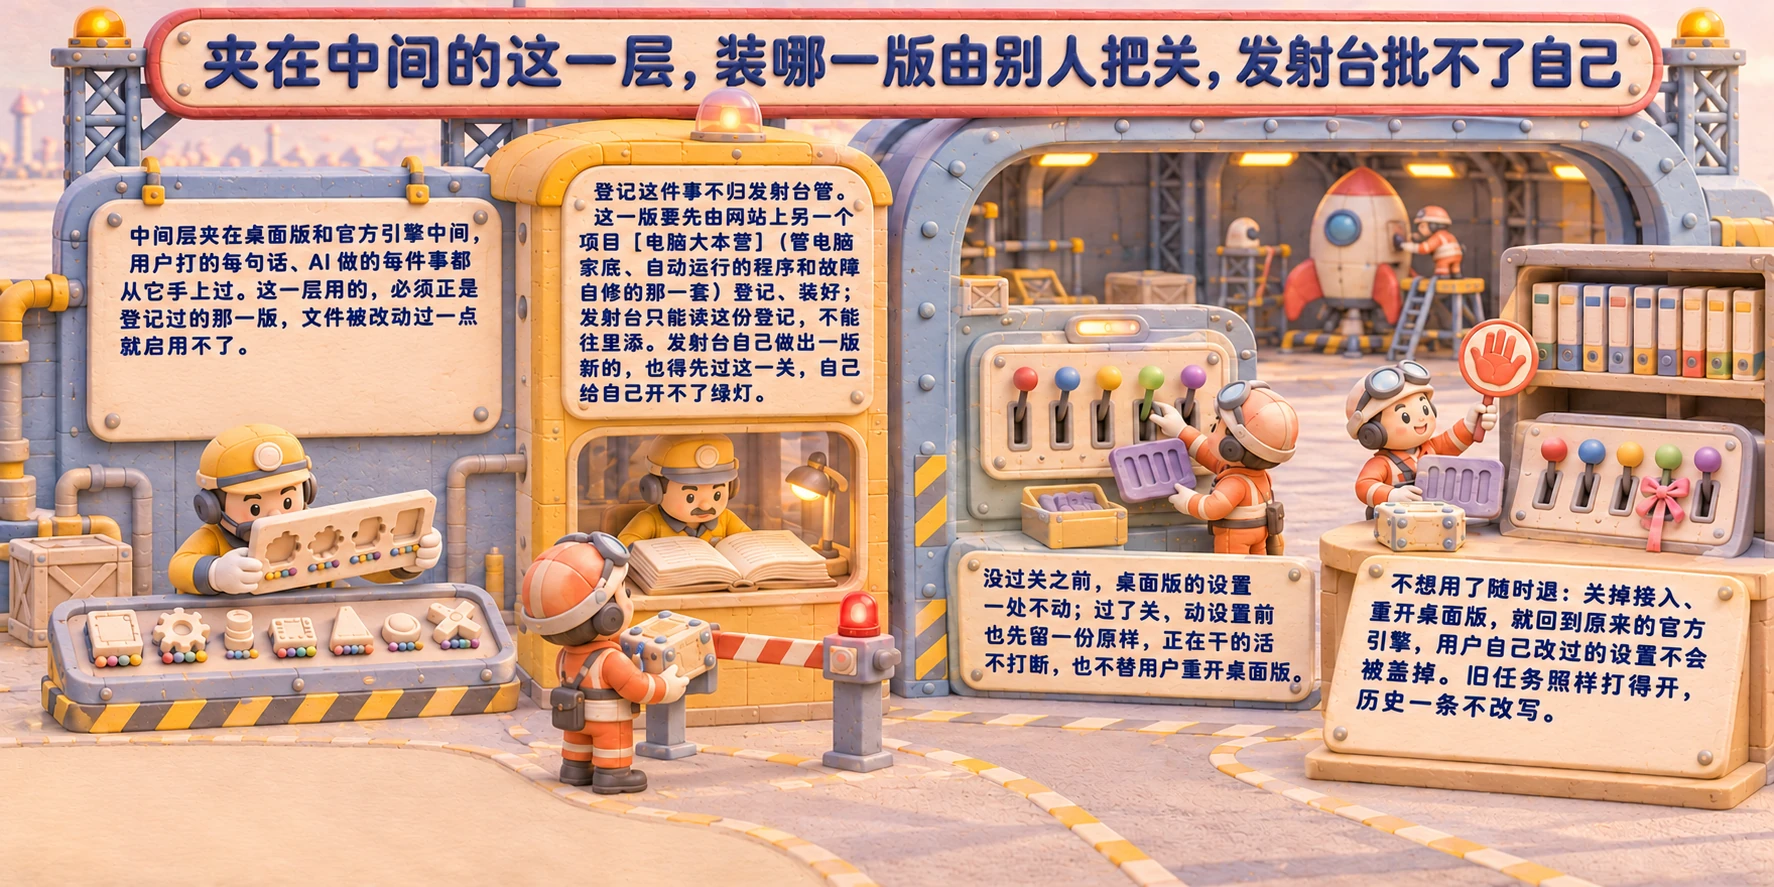 夹在中间的这一层，装哪一版由别人把关，发射台批不了自己
中间层夹在桌面版和官方引擎中间，
用户打的每句话、AI 做的每件事都
从它手上过。这一层用的，必须正是
登记过的那一版，文件被改动过一点
就启用不了。
登记这件事不归发射台管。
这一版要先由网站上另一个
项目［电脑大本营］（管电脑
家底、自动运行的程序和故障
自修的那一套）登记、装好；
发射台只能读这份登记，不能
往里添。发射台自己做出一版
新的，也得先过这一关，自己
给自己开不了绿灯。
没过关之前，桌面版的设置
一处不动；过了关，动设置前
也先留一份原样，正在干的活
不打断，也不替用户重开桌面版。
不想用了随时退：关掉接入、
重开桌面版，就回到原来的官方
引擎，用户自己改过的设置不会
被盖掉。旧任务照样打得开，
历史一条不改写。